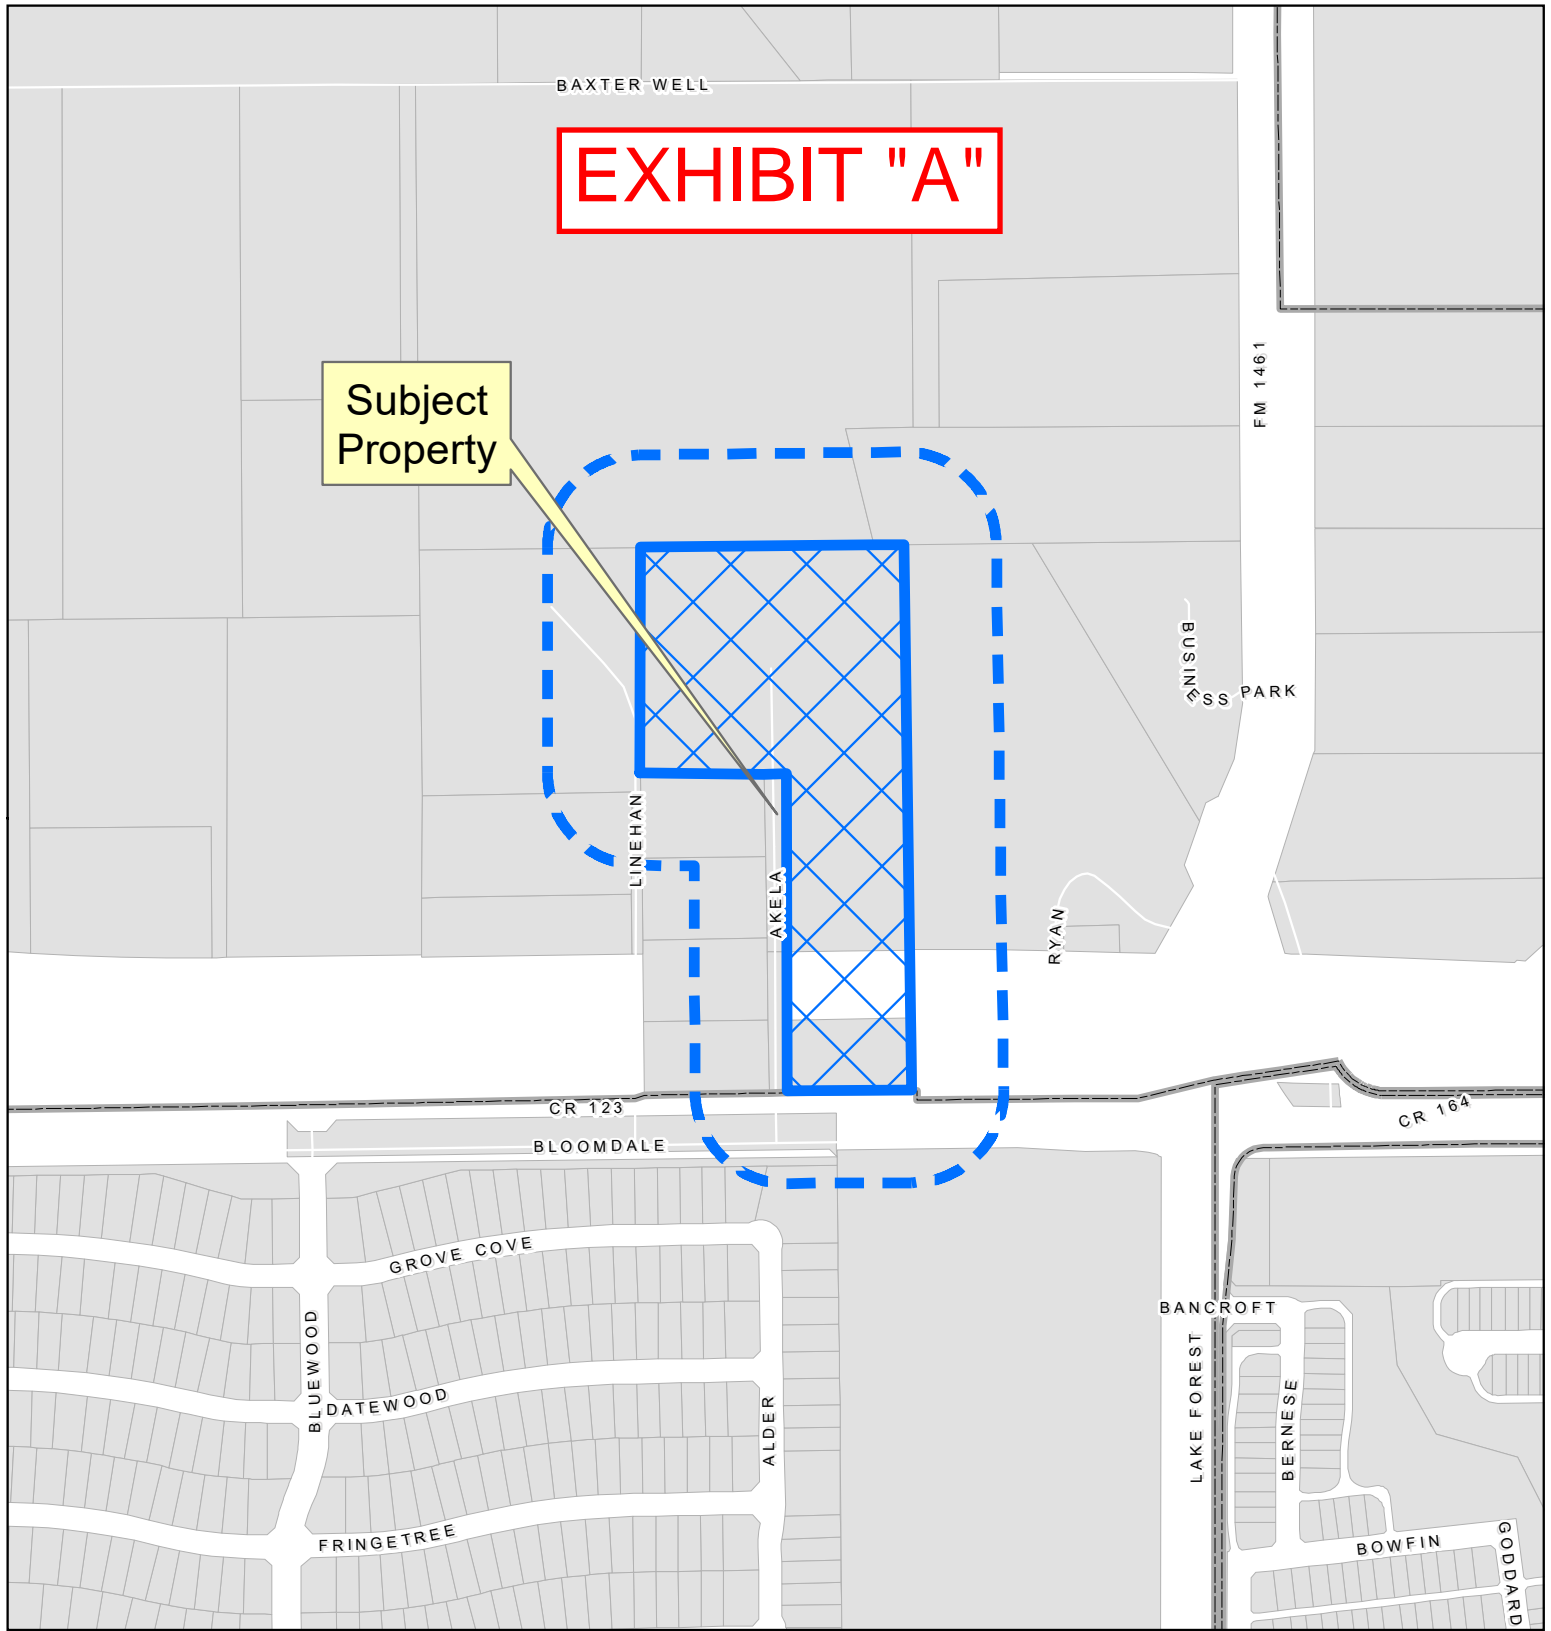 BAXTER WELL
EXHIBIT "A"
FM 1461
Subject
Property
BUSINESS PARK
LINEHAN
AKELA
RYAN
CR 123
CR 164
BLOOMDALE
GROVE COVE
BANCROFT
BLUEWOOD
LAKE FOREST
DATEWOOD
ALDER
BERNESE
FRINGETREE
BOWFIN
GODDARD